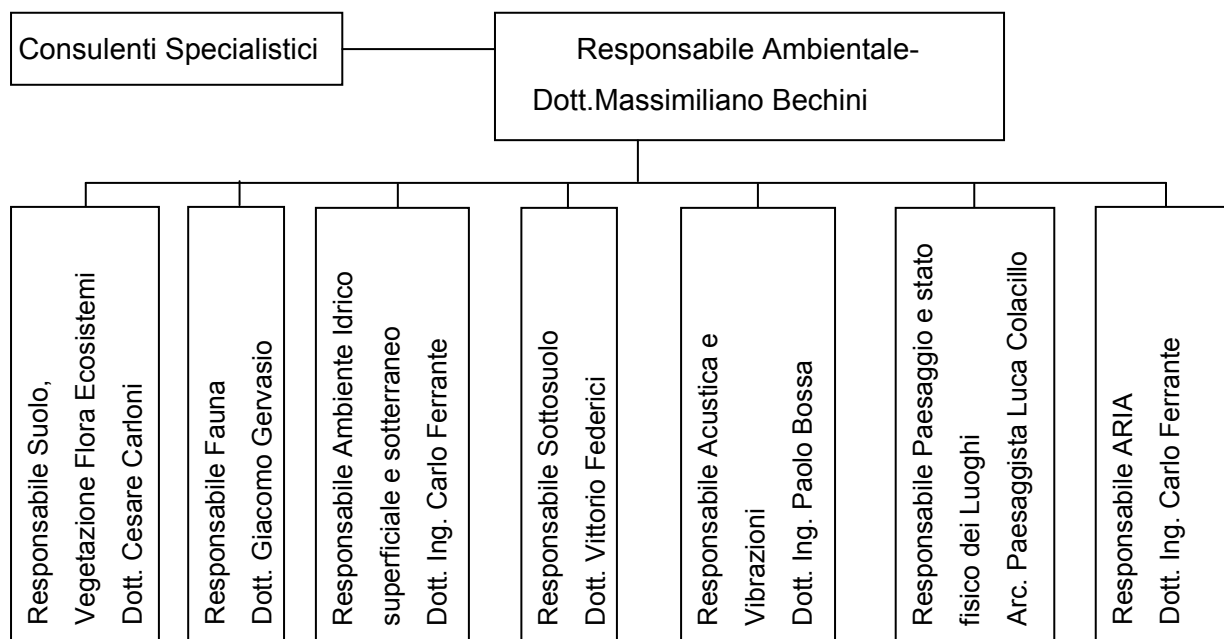 Consulenti Specialistici
Responsabile Ambientale-
Dott.Massimiliano Bechini
Responsabile Suolo,
Vegetazione Flora Ecosistemi
Dott. Cesare Carloni
Responsabile Fauna
Dott. Giacomo Gervasio
Responsabile Ambiente Idrico
superficiale e sotterraneo
Dott. Ing. Carlo Ferrante
Responsabile Sottosuolo
Dott. Vittorio Federici
Responsabile Acustica e
Vibrazioni
Dott. Ing. Paolo Bossa
Responsabile Paesaggio e stato
fisico dei Luoghi
Arc. Paesaggista Luca Colacillo
Responsabile ARIA
Dott. Ing. Carlo Ferrante